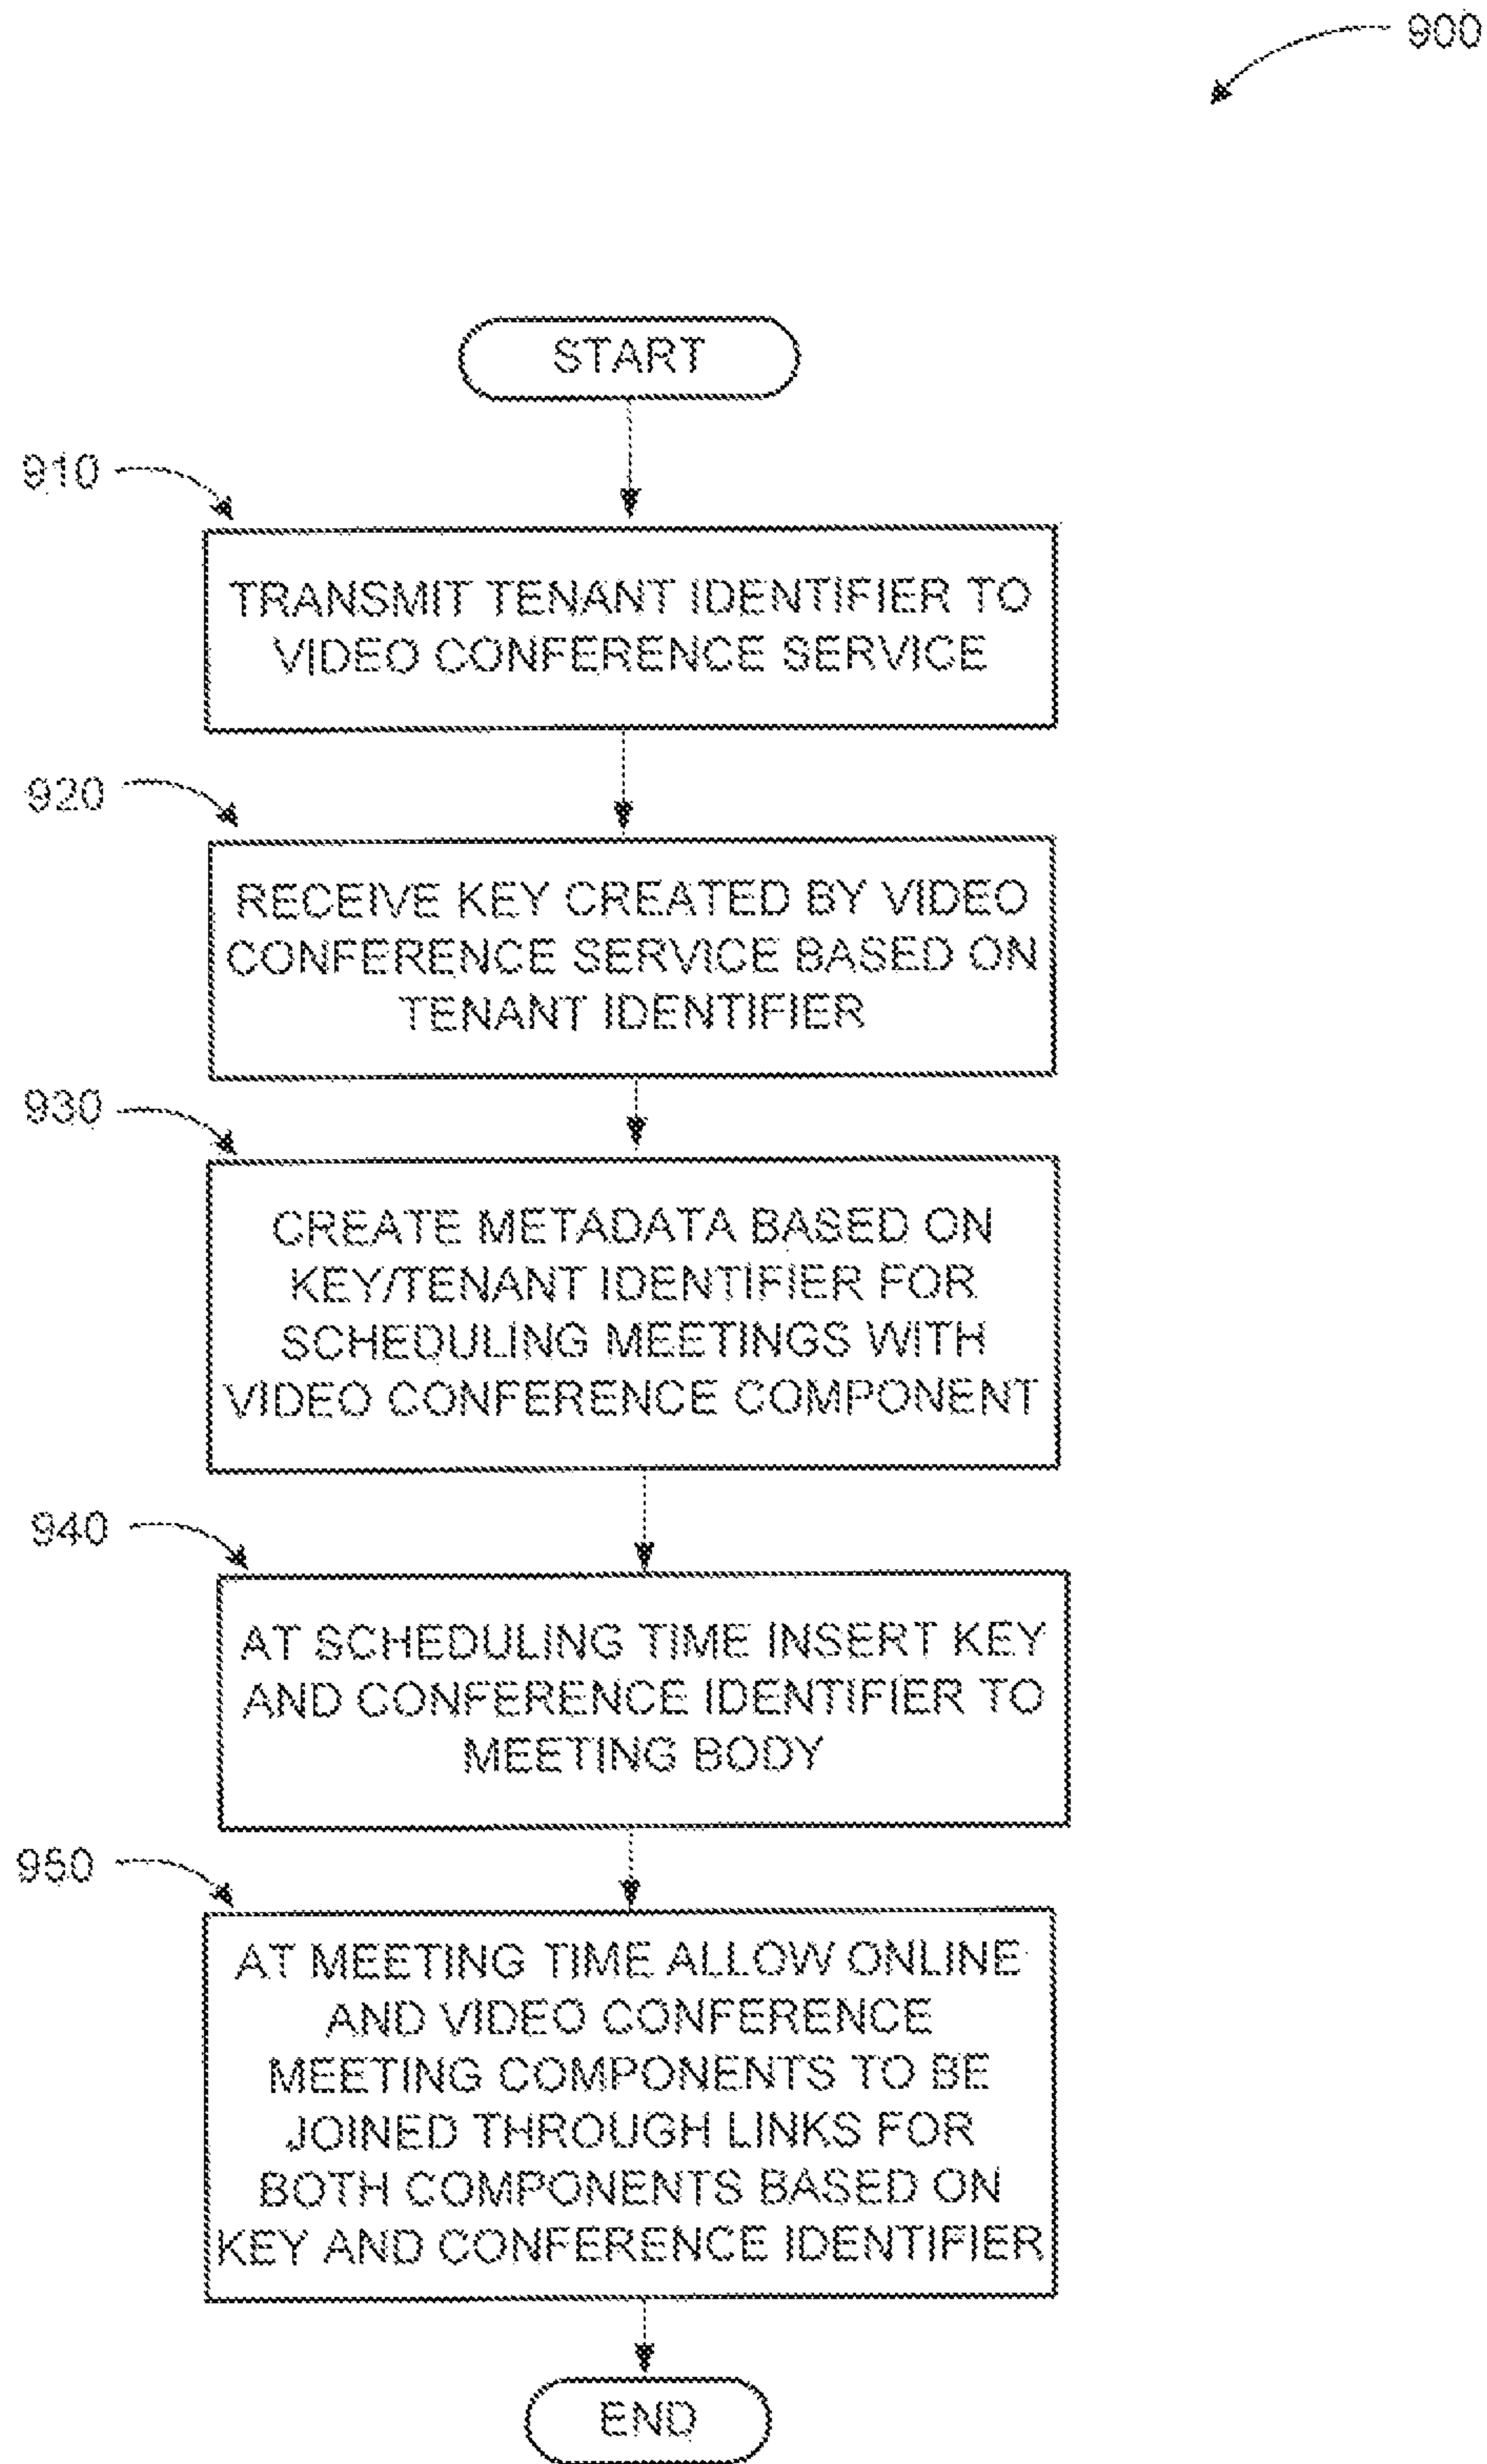 900
START
910
TRANSMIT TENANT IDENTIFIER TO
VIDEO CONFERENCE SERVICE
920
RECEIVE KEY CREATED BY VIDEO
CONFERENCE SERVICE BASED ON
TENANT IDENTIFIER
930
CREATE METADATA BASED ON
KEY/TENANT IDENTIFIER FOR
SCHEDULING MEETINGS WITH
VIDEO CONFERENCE COMPONENT
940
AT SCHEDULING TIME INSERT KEY
AND CONFERENCE IDENTIFIER TO
MEETING BODY
950
AT MEETING TIME ALLOW ONLINE
AND VIDEO CONFERENCE
MEETING COMPONENTS TO BE
JOINED THROUGH LINKS FOR
BOTH COMPONENTS BASED ON
KEY AND CONFERENCE IDENTIFIER
END